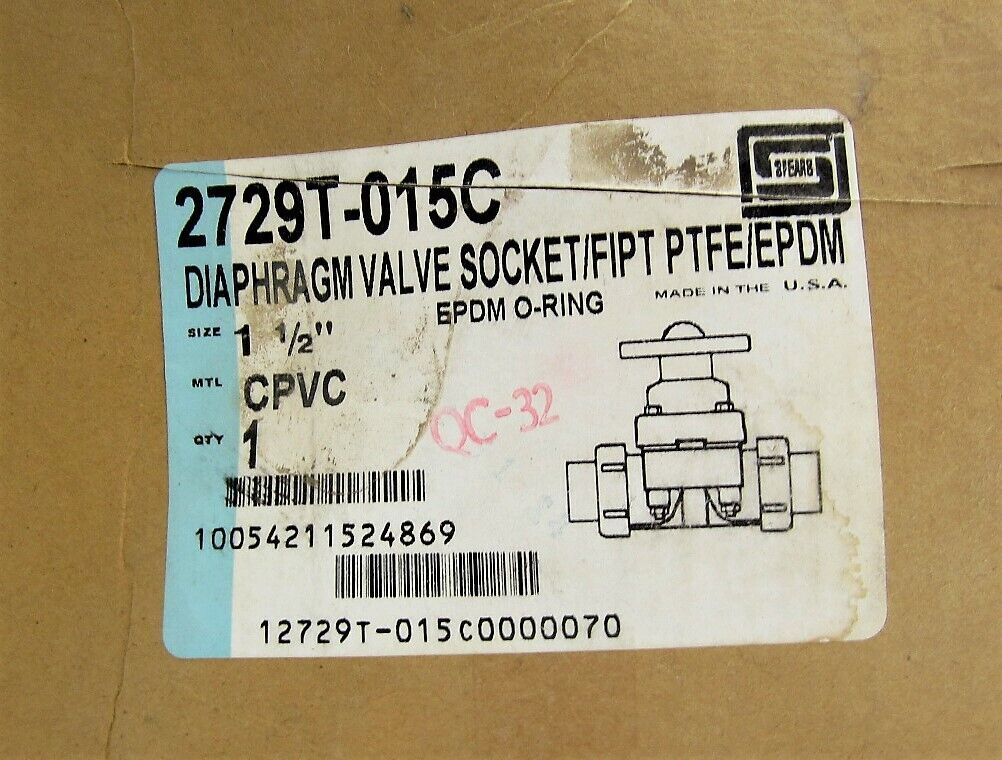 2729T-015C
SPEARS
DIAPHRAGM VALVE SOCKET/FIPT PTFE/EPDM
EPDM O-RING
MADE IN THE U.S.A.
SIZE 1 1/2"
MTL CPVC
QTY 1
QC-32
10054211524869
12729T-015C0000070